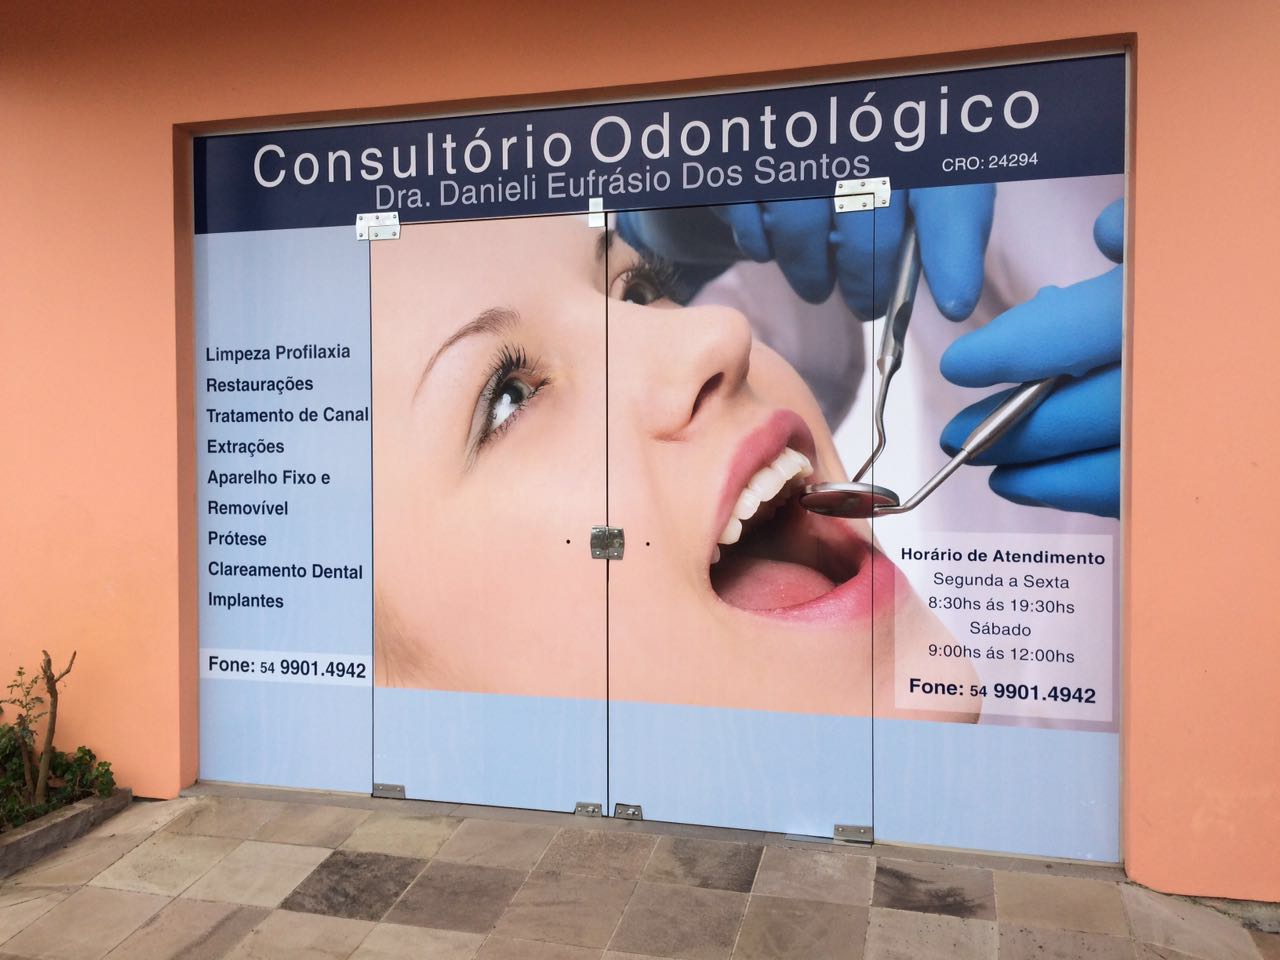 Consultório Odontológico
Dra. Danieli Eufrásio Dos Santos
CRO: 24294
Limpeza Profilaxia
Restaurações
Tratamento de Canal
Extrações
Aparelho Fixo e
Removível
Prótese
Clareamento Dental
Implantes
Fone: 54 9901.4942
Horário de Atendimento
Segunda a Sexta
8:30hs ás 19:30hs
Sábado
9:00hs ás 12:00hs
Fone: 54 9901.4942